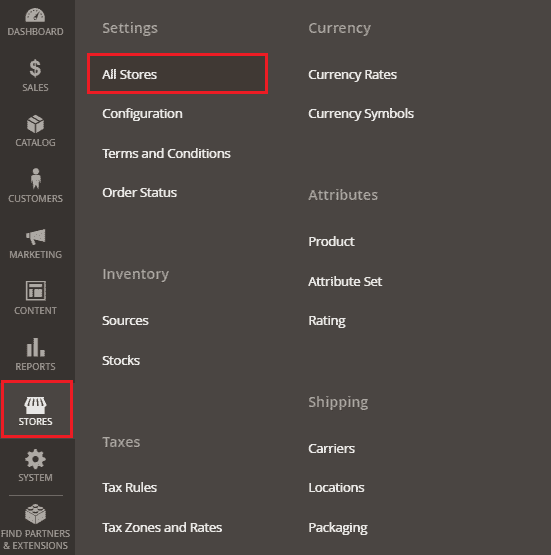 DASHBOARD
SALES
CATALOG
CUSTOMERS
MARKETING
CONTENT
REPORTS
STORES
SYSTEM
FIND PARTNERS
& EXTENSIONS
Settings
All Stores
Configuration
Terms and Conditions
Order Status
Inventory
Sources
Stocks
Taxes
Tax Rules
Tax Zones and Rates
Currency
Currency Rates
Currency Symbols
Attributes
Product
Attribute Set
Rating
Shipping
Carriers
Locations
Packaging